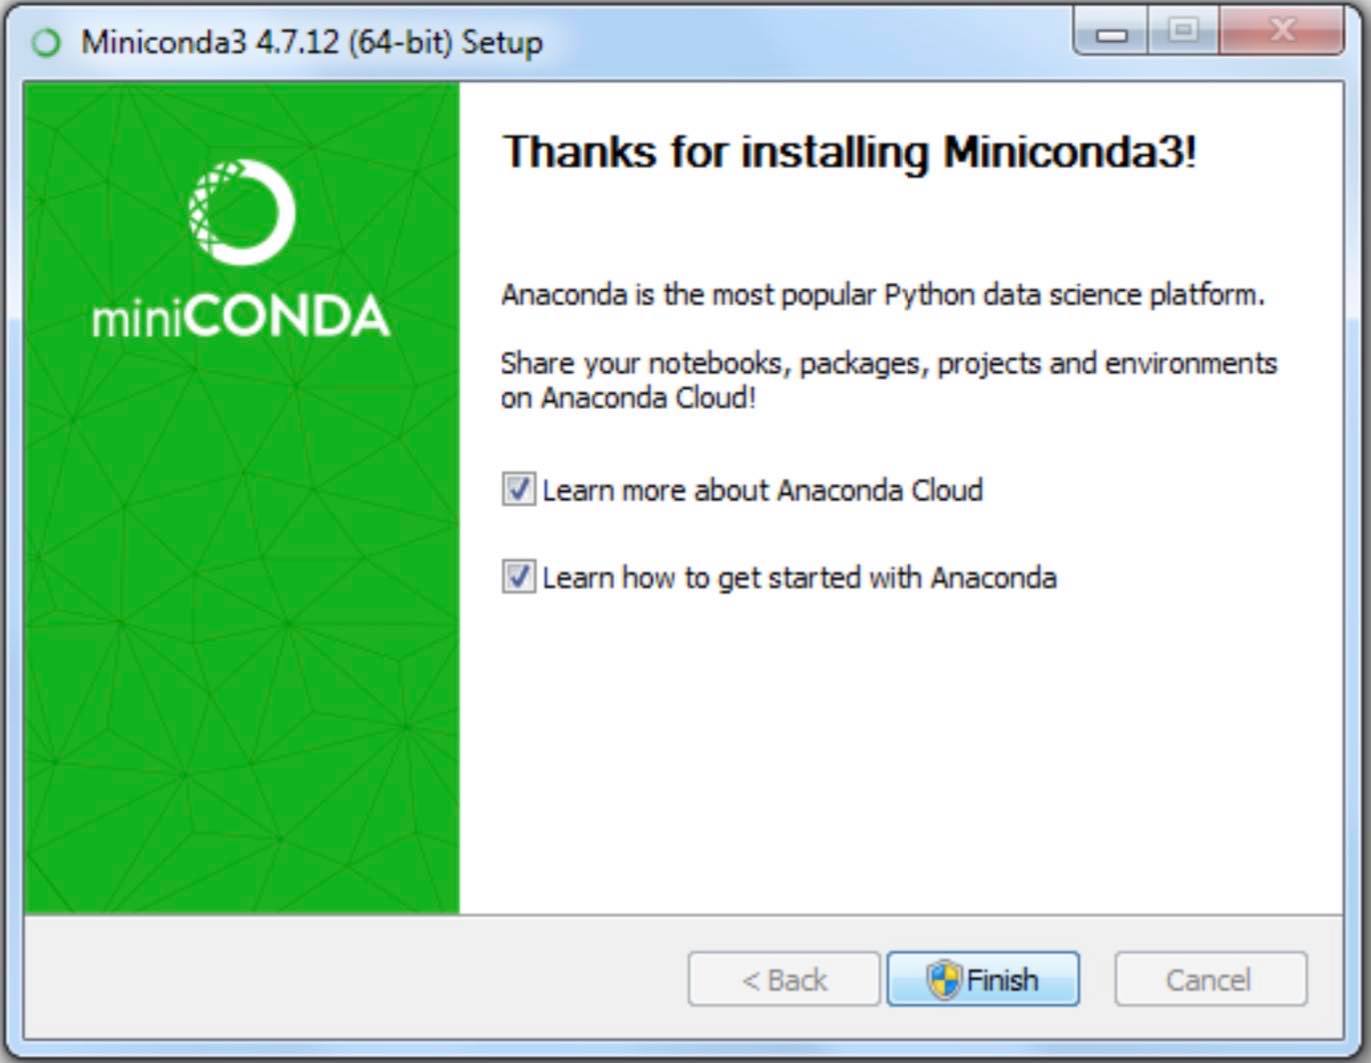 Miniconda3 4.7.12 (64-bit) Setup
miniCONDA
Thanks for installing Miniconda3!
Anaconda is the most popular Python data science platform.
Share your notebooks, packages, projects and environments
on Anaconda Cloud!
Learn more about Anaconda Cloud
Learn how to get started with Anaconda
< Back
Finish
Cancel